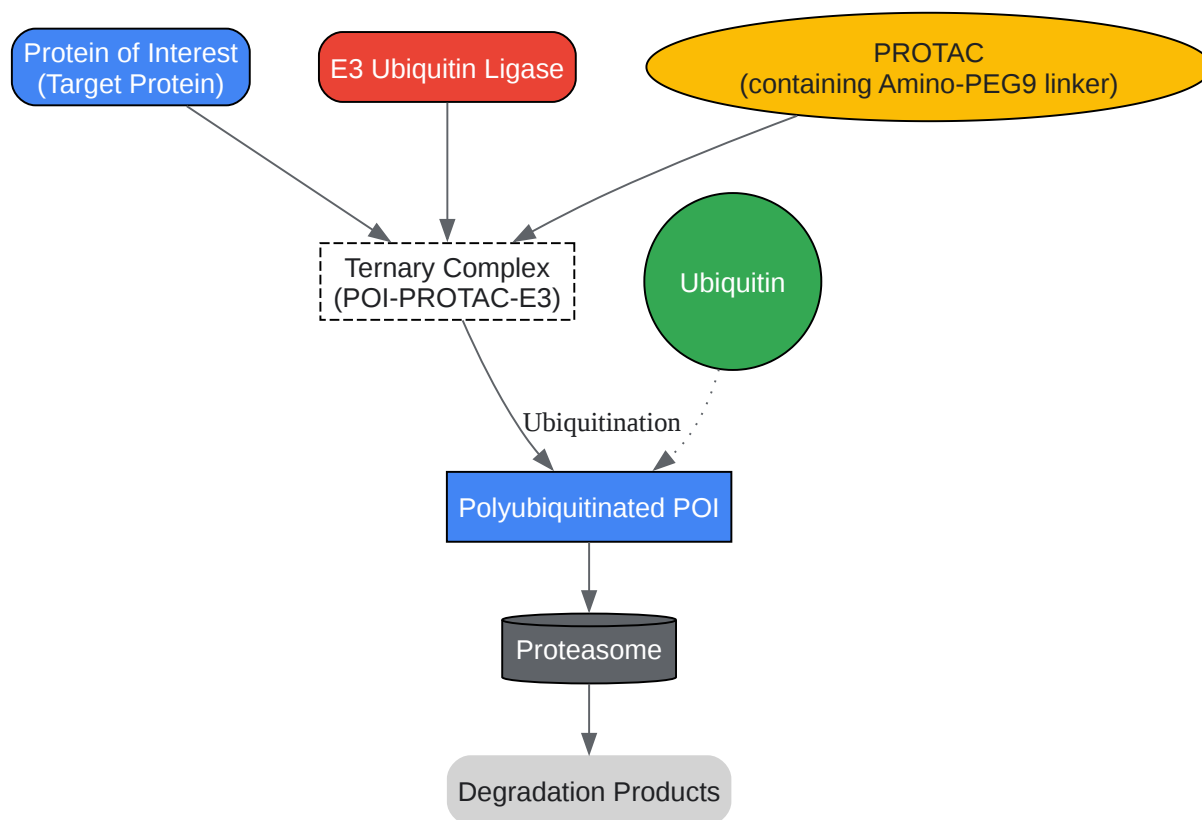 Protein of Interest
(Target Protein)
E3 Ubiquitin Ligase
PROTAC
(containing Amino-PEG9 linker)
Ternary Complex
(POI-PROTAC-E3)
Ubiquitin
Ubiquitination
Polyubiquitinated POI
Proteasome
Degradation Products